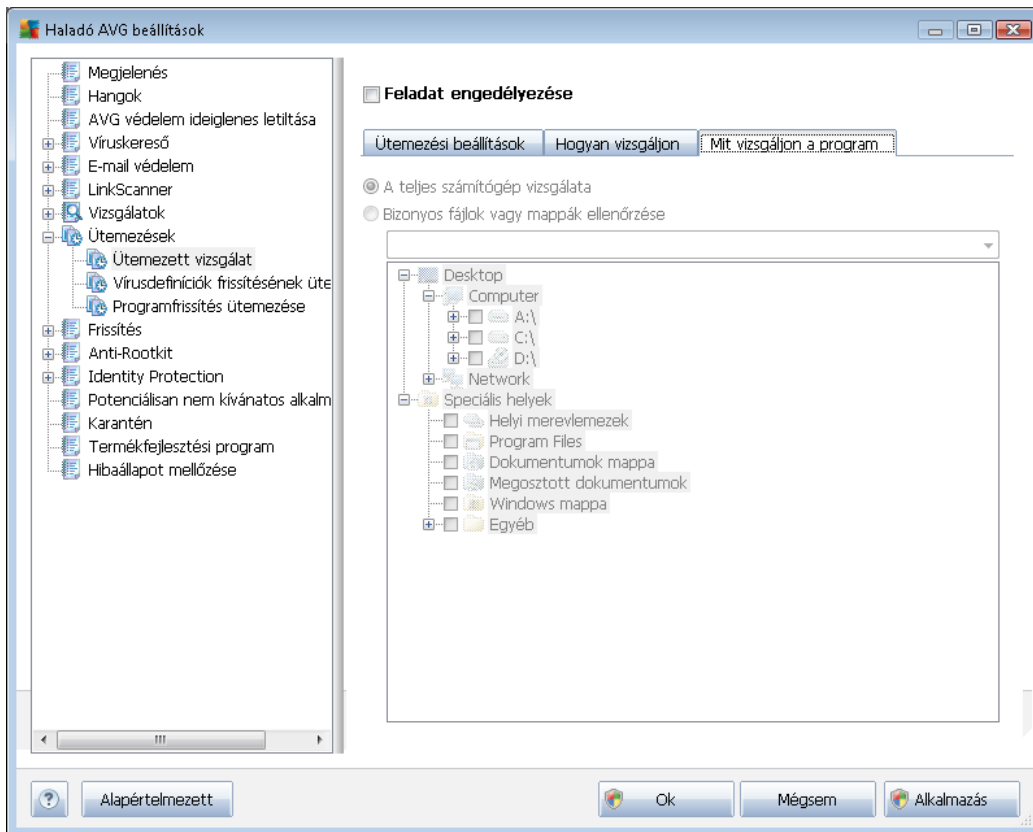 Haladó AVG beállítások
Megjelenés
Hangok
AVG védelem ideiglenes letiltása
Víruskereső
E-mail védelem
LinkScanner
Vizsgálatok
Ütemezések
Ütemezett vizsgálat
Vírusdefiníciók frissítésének üte
Programfrissítés ütemezése
Frissítés
Anti-Rootkit
Identity Protection
Potenciálisan nem kívánatos alkalm
Karantén
Termékfejlesztési program
Hibaállapot mellőzése
Feladat engedélyezése
Ütemezési beállítások
Hogyan vizsgáljon
Mit vizsgáljon a program
A teljes számítógép vizsgálata
Bizonyos fájlok vagy mappák ellenőrzése
Desktop
Computer
A:\
C:\
D:\
Network
Speciális helyek
Helyi merevlemezek
Program Files
Dokumentumok mappa
Megosztott dokumentumok
Windows mappa
Egyéb
?
Alapértelmezett
Ok
Mégsem
Alkalmazás